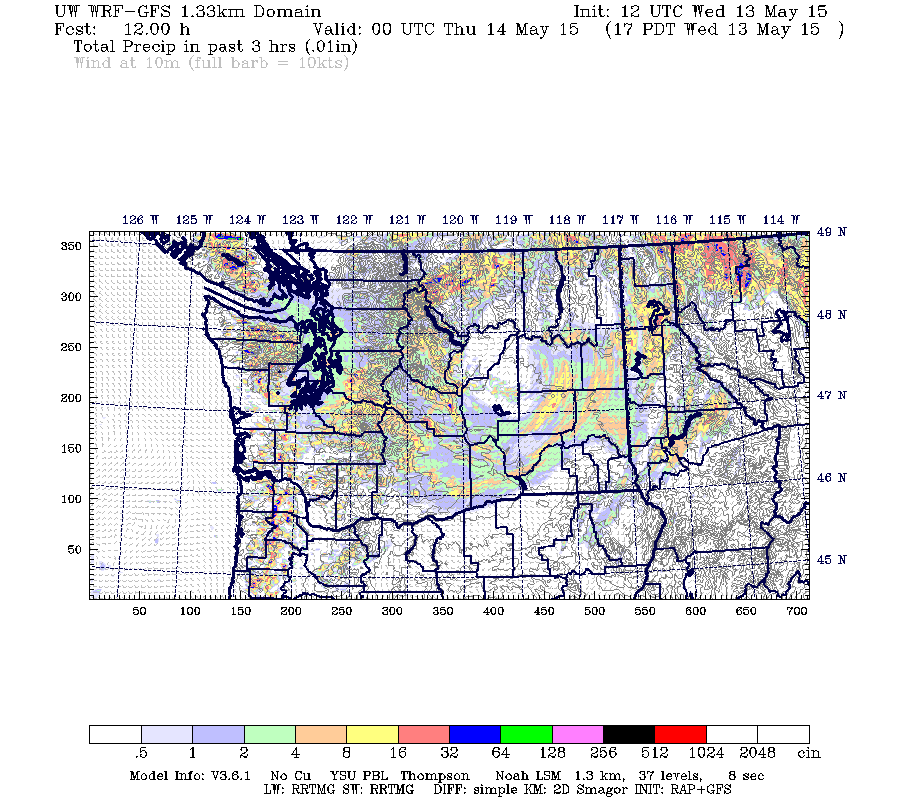 UW WRF-GFS 1.33km Domain Init: 12 UTC Wed 13 May 15
Fcst: 12.00 h Valid: 00 UTC Thu 14 May 15 (17 PDT Wed 13 May 15 )
Total Precip in past 3 hrs (.01in)
Wind at 10m (full barb = 10kts)
126 W 125 W 124 W 123 W 122 W 121 W 120 W 119 W 118 W 117 W 116 W 115 W 114 W
49 N
350
300
48 N
250
200
47 N
150
46 N
100
50
45 N
50 100 150 200 250 300 350 400 450 500 550 600 650 700
.5 1 2 4 8 16 32 64 128 256 512 1024 2048 cin
Model Info: V3.6.1 No Cu YSU PBL Thompson Noah LSM 1.3 km, 37 levels, 8 sec
LW: RRTMG SW: RRTMG DIFF: simple KM: 2D Smagor INIT: RAP+GFS